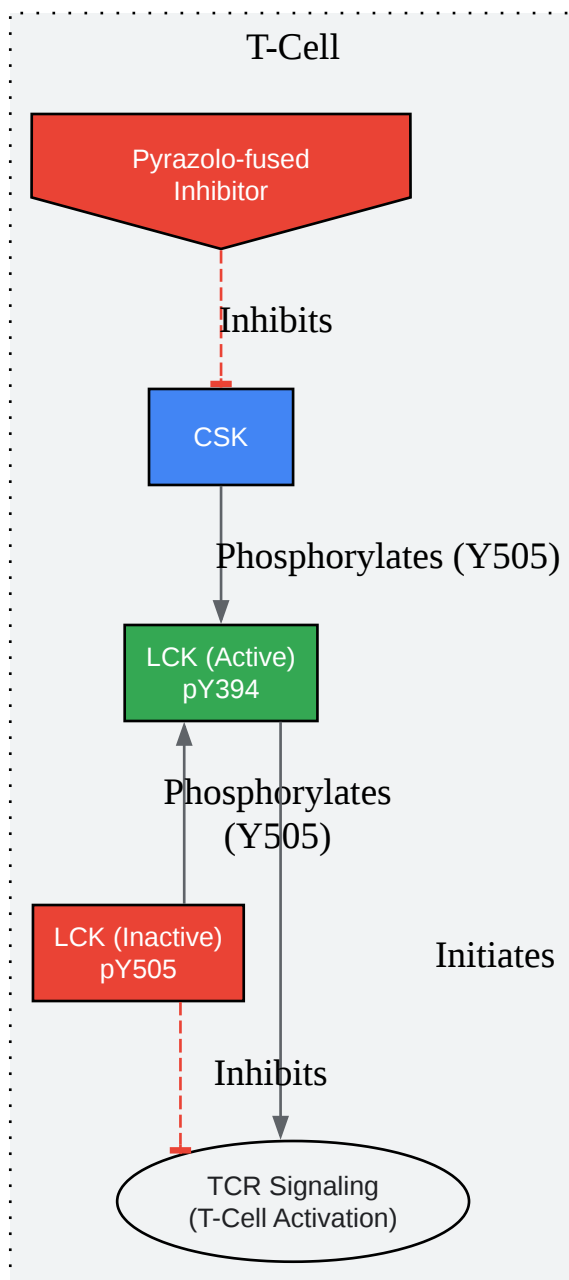 T-Cell
Pyrazolo-fused
Inhibitor
Inhibits
CSK
Phosphorylates (Y505)
LCK (Active)
pY394
Phosphorylates
(Y505)
LCK (Inactive)
pY505
Initiates
Inhibits
TCR Signaling
(T-Cell Activation)